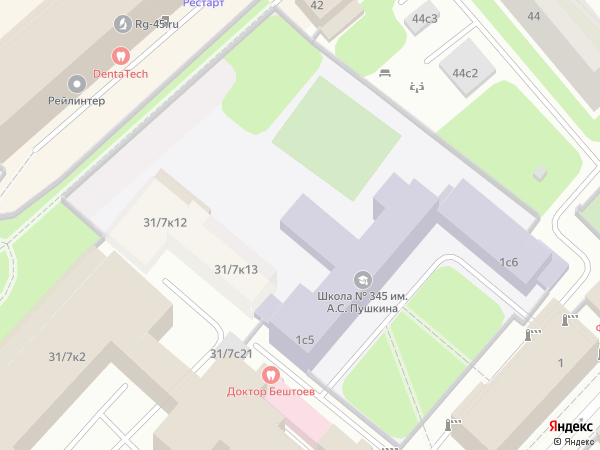 Рестарт
Rg-45.ru
DentaTech
Рейлинтер
42
44с3
44
44с2
31/7к12
31/7к13
1с6
Школа № 345 им.
А.С. Пушкина
1с5
31/7к2
31/7с21
Доктор Бештоев
1
Яндекс
© Яндекс